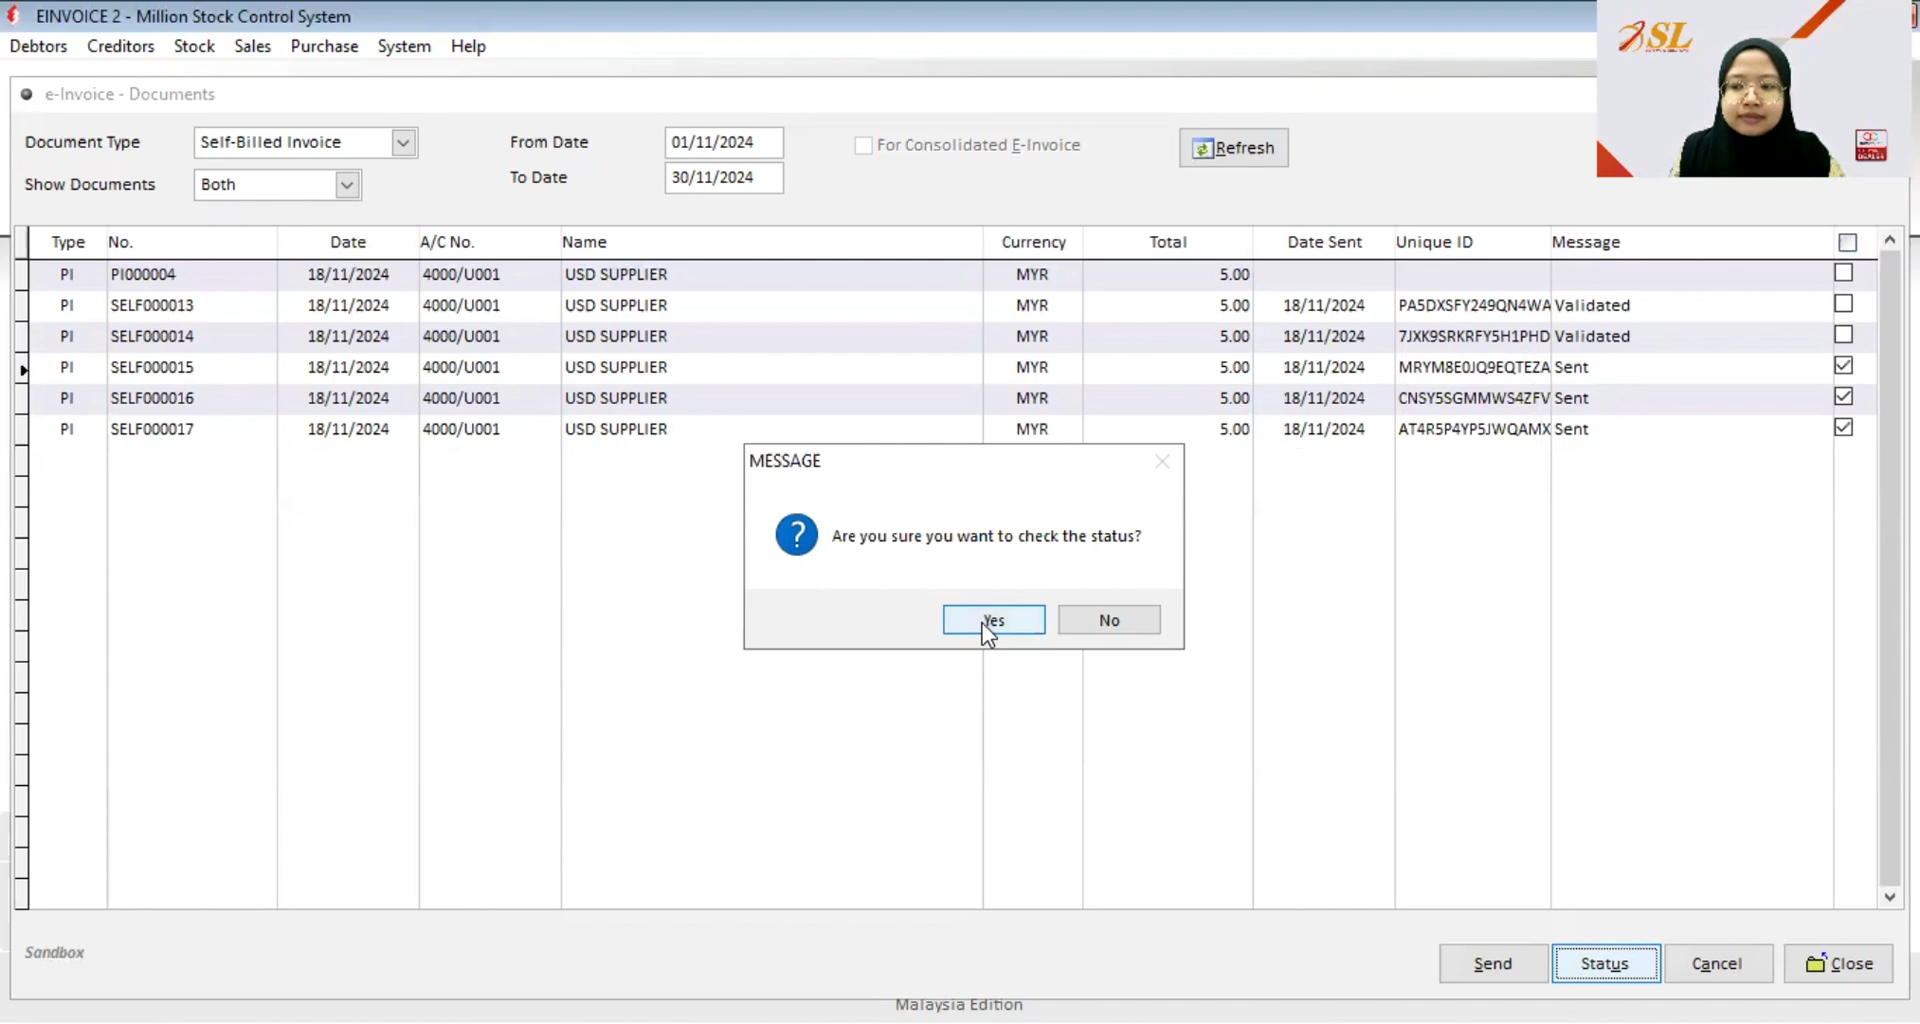 EINVOICE 2 - Million Stock Control System
Debtors Creditors Stock Sales Purchase System Help
SL
e-Invoice - Documents
Document Type Self-Billed Invoice From Date 01/11/2024 For Consolidated E-Invoice Refresh
Show Documents Both To Date 30/11/2024
Type No. Date A/C No. Name Currency Total Date Sent Unique ID Message
PI PI000004 18/11/2024 4000/U001 USD SUPPLIER MYR 5.00
PI SELF000013 18/11/2024 4000/U001 USD SUPPLIER MYR 5.00 18/11/2024 PA5DXSFY249QN4WA Validated
PI SELF000014 18/11/2024 4000/U001 USD SUPPLIER MYR 5.00 18/11/2024 7JXK9SRKRFY5H1PHD Validated
PI SELF000015 18/11/2024 4000/U001 USD SUPPLIER MYR 5.00 18/11/2024 MRYM8E0JQ9EQTEZA Sent
PI SELF000016 18/11/2024 4000/U001 USD SUPPLIER MYR 5.00 18/11/2024 CNSY5SGMMWS4ZFV Sent
PI SELF000017 18/11/2024 4000/U001 USD SUPPLIER MYR 5.00 18/11/2024 AT4R5P4YP5JWQAMX Sent
MESSAGE
? Are you sure you want to check the status?
Yes No
Sandbox
Send Status Cancel Close
Malaysia Edition